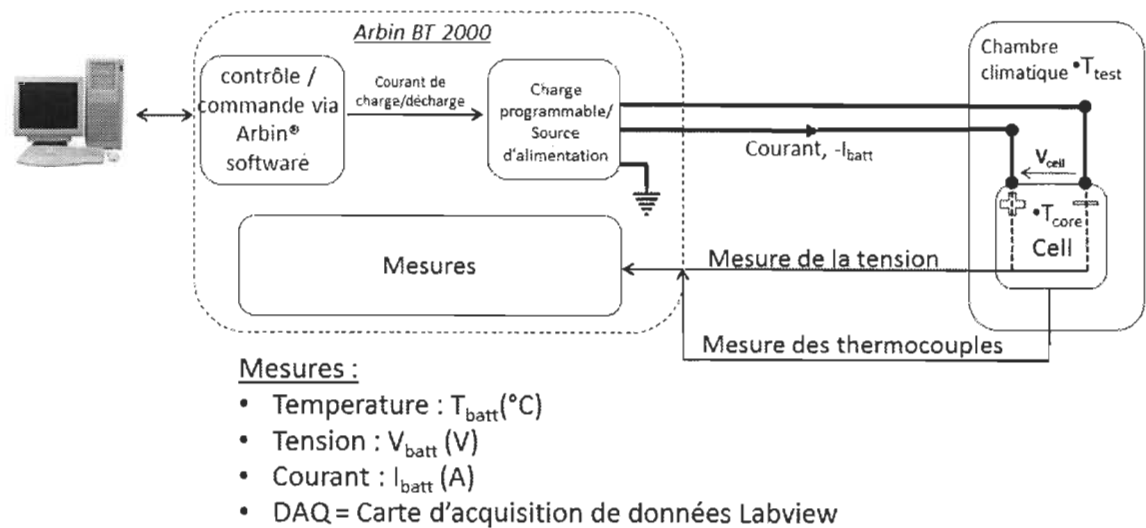 Arbin BT 2000
contrôle /
commande via
Arbin®
software
Courant de
charge/décharge
Charge
programmable/
Source
d'alimentation
Courant, -Ibatt
Chambre
climatique •Ttest
Vcell
•Tcore
Cell
Mesures
Mesure de la tension
Mesure des thermocouples
Mesures :
• Temperature : Tbatt(°C)
• Tension : Vbatt (V)
• Courant : Ibatt (A)
• DAQ = Carte d'acquisition de données Labview